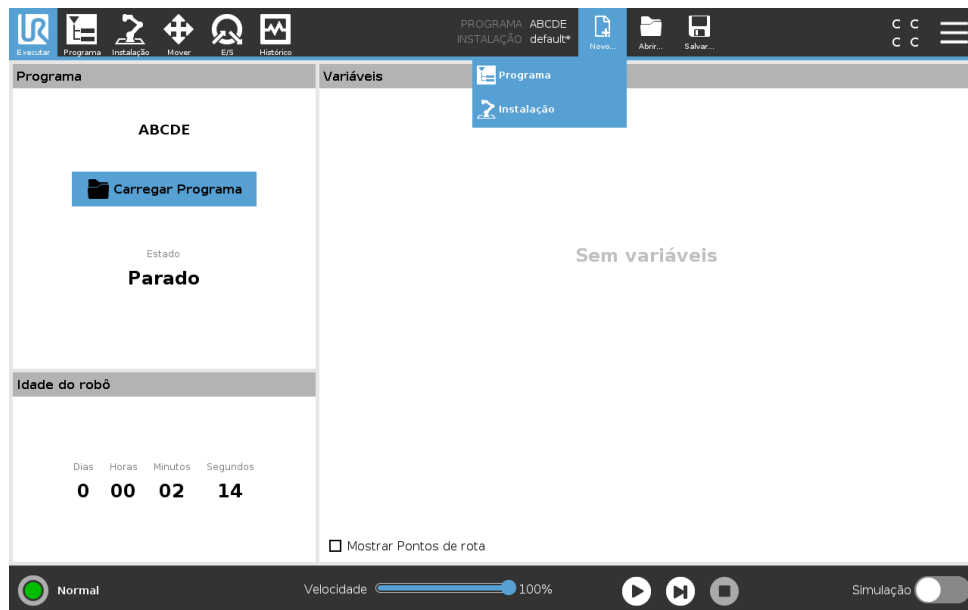 UR
PROGRAMA ABCDE
INSTALAÇÃO default*
C C
C C
Executar Programa Instalação Mover E/S Histórico Novo... Abrir... Salvar...
Programa Variáveis
Programa
Instalação
ABCDE
Carregar Programa
Estado
Parado
Sem variáveis
Idade do robô
Dias Horas Minutos Segundos
0 00 02 14
Mostrar Pontos de rota
Normal Velocidade 100% Simulação